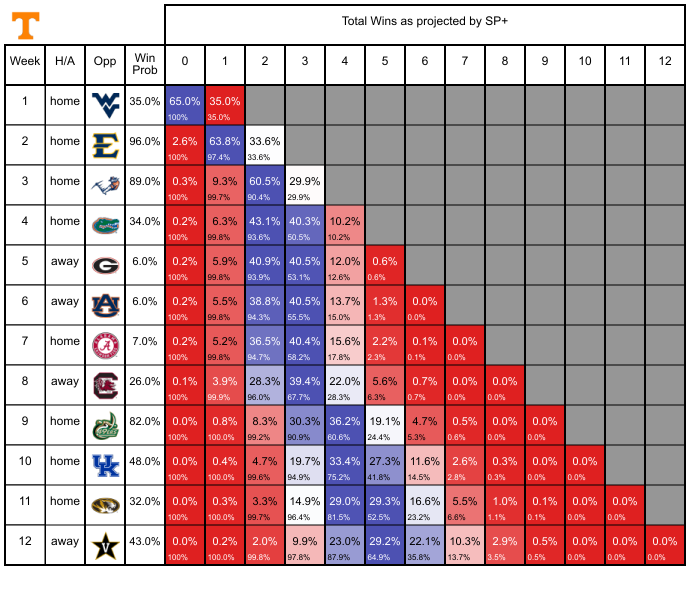 T
Total Wins as projected by SP+
Week H/A Opp Win Prob 0 1 2 3 4 5 6 7 8 9 10 11 12
1 home WV 35.0% 65.0% 35.0%
100% 35.0%
2 home E 96.0% 2.6% 63.8% 33.6%
100% 97.4% 33.6%
3 home 89.0% 0.3% 9.3% 60.5% 29.9%
100% 99.7% 90.4% 29.9%
4 home Gators 34.0% 0.2% 6.3% 43.1% 40.3% 10.2%
100% 99.8% 93.6% 50.5% 10.2%
5 away G 6.0% 0.2% 5.9% 40.9% 40.5% 12.0% 0.6%
100% 99.8% 93.9% 53.1% 12.6% 0.6%
6 away AU 6.0% 0.2% 5.5% 38.8% 40.5% 13.7% 1.3% 0.0%
100% 99.8% 94.3% 55.5% 15.0% 1.3% 0.0%
7 home A 7.0% 0.2% 5.2% 36.5% 40.4% 15.6% 2.2% 0.1% 0.0%
100% 99.8% 94.7% 58.2% 17.8% 2.3% 0.1% 0.0%
8 away C 26.0% 0.1% 3.9% 28.3% 39.4% 22.0% 5.6% 0.7% 0.0% 0.0%
100% 99.9% 96.0% 67.7% 28.3% 6.3% 0.7% 0.0% 0.0%
9 home C 82.0% 0.0% 0.8% 8.3% 30.3% 36.2% 19.1% 4.7% 0.5% 0.0% 0.0%
100% 100.0% 99.2% 90.9% 60.6% 24.4% 5.3% 0.6% 0.0% 0.0%
10 home UK 48.0% 0.0% 0.4% 4.7% 19.7% 33.4% 27.3% 11.6% 2.6% 0.3% 0.0% 0.0%
100% 100.0% 99.6% 94.9% 75.2% 41.8% 14.5% 2.8% 0.3% 0.0% 0.0%
11 home 32.0% 0.0% 0.3% 3.3% 14.9% 29.0% 29.3% 16.6% 5.5% 1.0% 0.1% 0.0% 0.0%
100% 100.0% 99.7% 96.4% 81.5% 52.5% 23.2% 6.6% 1.1% 0.1% 0.0% 0.0%
12 away V 43.0% 0.0% 0.2% 2.0% 9.9% 23.0% 29.2% 22.1% 10.3% 2.9% 0.5% 0.0% 0.0% 0.0%
100% 100.0% 99.8% 97.8% 87.9% 64.9% 35.8% 13.7% 3.5% 0.5% 0.0% 0.0% 0.0%